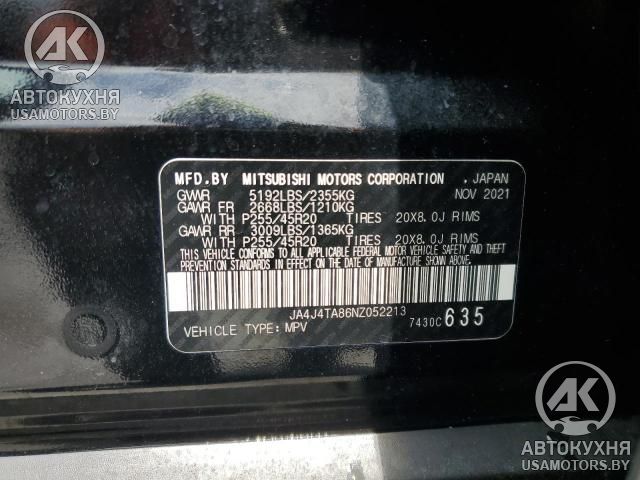 AK
АВТОКУХНЯ
USAMOTORS.BY
MFD.BY MITSUBISHI MOTORS CORPORATION . JAPAN
GVWR 5192LBS/2355KG NOV 2021
GAWR FR 2668LBS/1210KG
WITH P255/45R20 TIRES 20X8.0J RIMS
GAWR RR 3009LBS/1365KG
WITH P255/45R20 TIRES 20X8.0J RIMS
THIS VEHICLE CONFORMS TO ALL APPLICABLE FEDERAL MOTOR VEHICLE SAFETY AND THEFT
PREVENTION STANDARDS IN EFFECT ON THE DATE OF MANUFACTURE SHOWN ABOVE.
JA4J4TA86NZ052213
VEHICLE TYPE: MPV 7430C 635
AK
АВТОКУХНЯ
USAMOTORS.BY